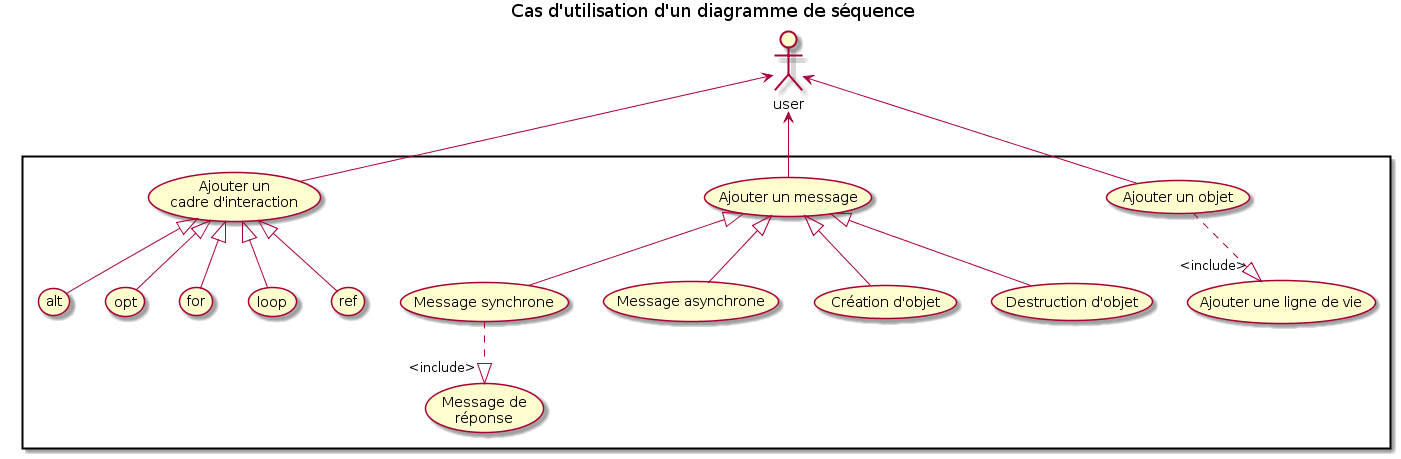 Cas d'utilisation d'un diagramme de séquence
user
Ajouter un
cadre d'interaction
Ajouter un message
Ajouter un objet
<include>
alt
opt
for
loop
ref
Message synchrone
Message asynchrone
Création d'objet
Destruction d'objet
Ajouter une ligne de vie
<include>
Message de
réponse